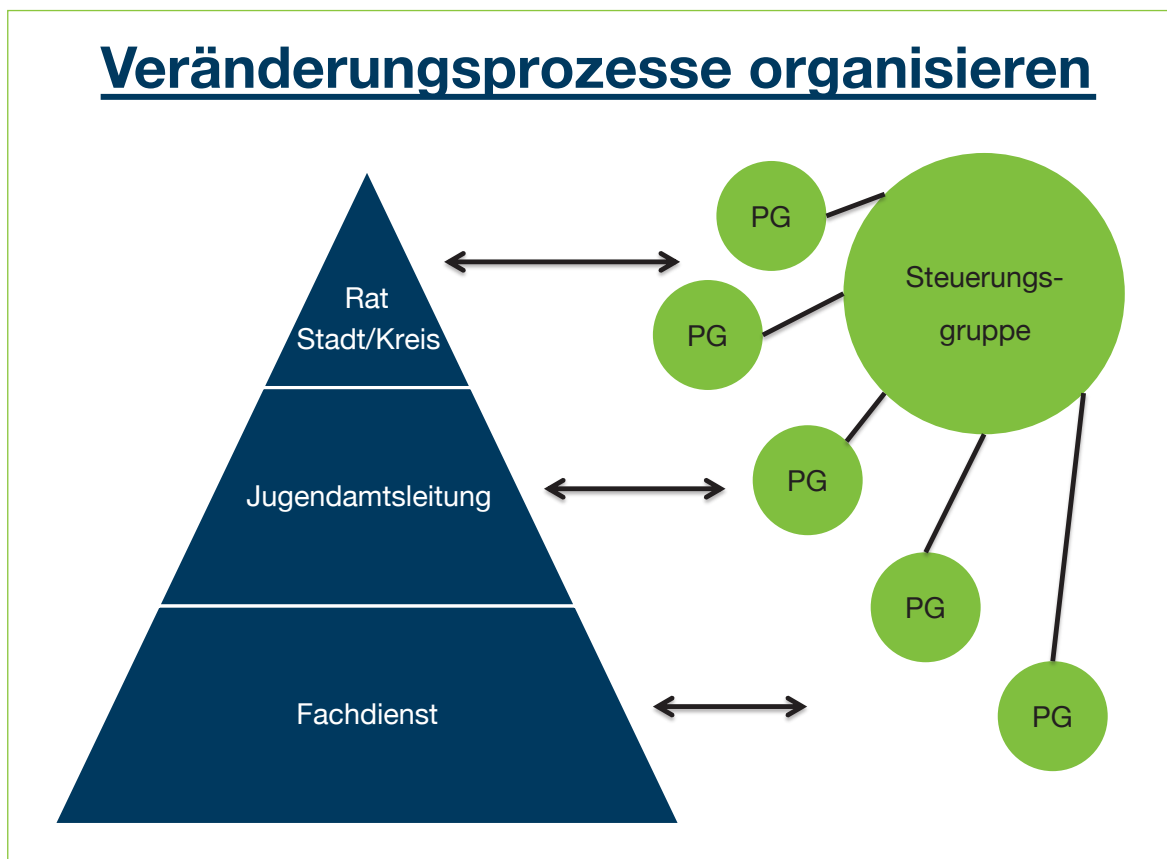 Veränderungsprozesse organisieren
Rat
Stadt/Kreis
Jugendamtsleitung
Fachdienst
PG
PG
Steuerungs-
gruppe
PG
PG
PG